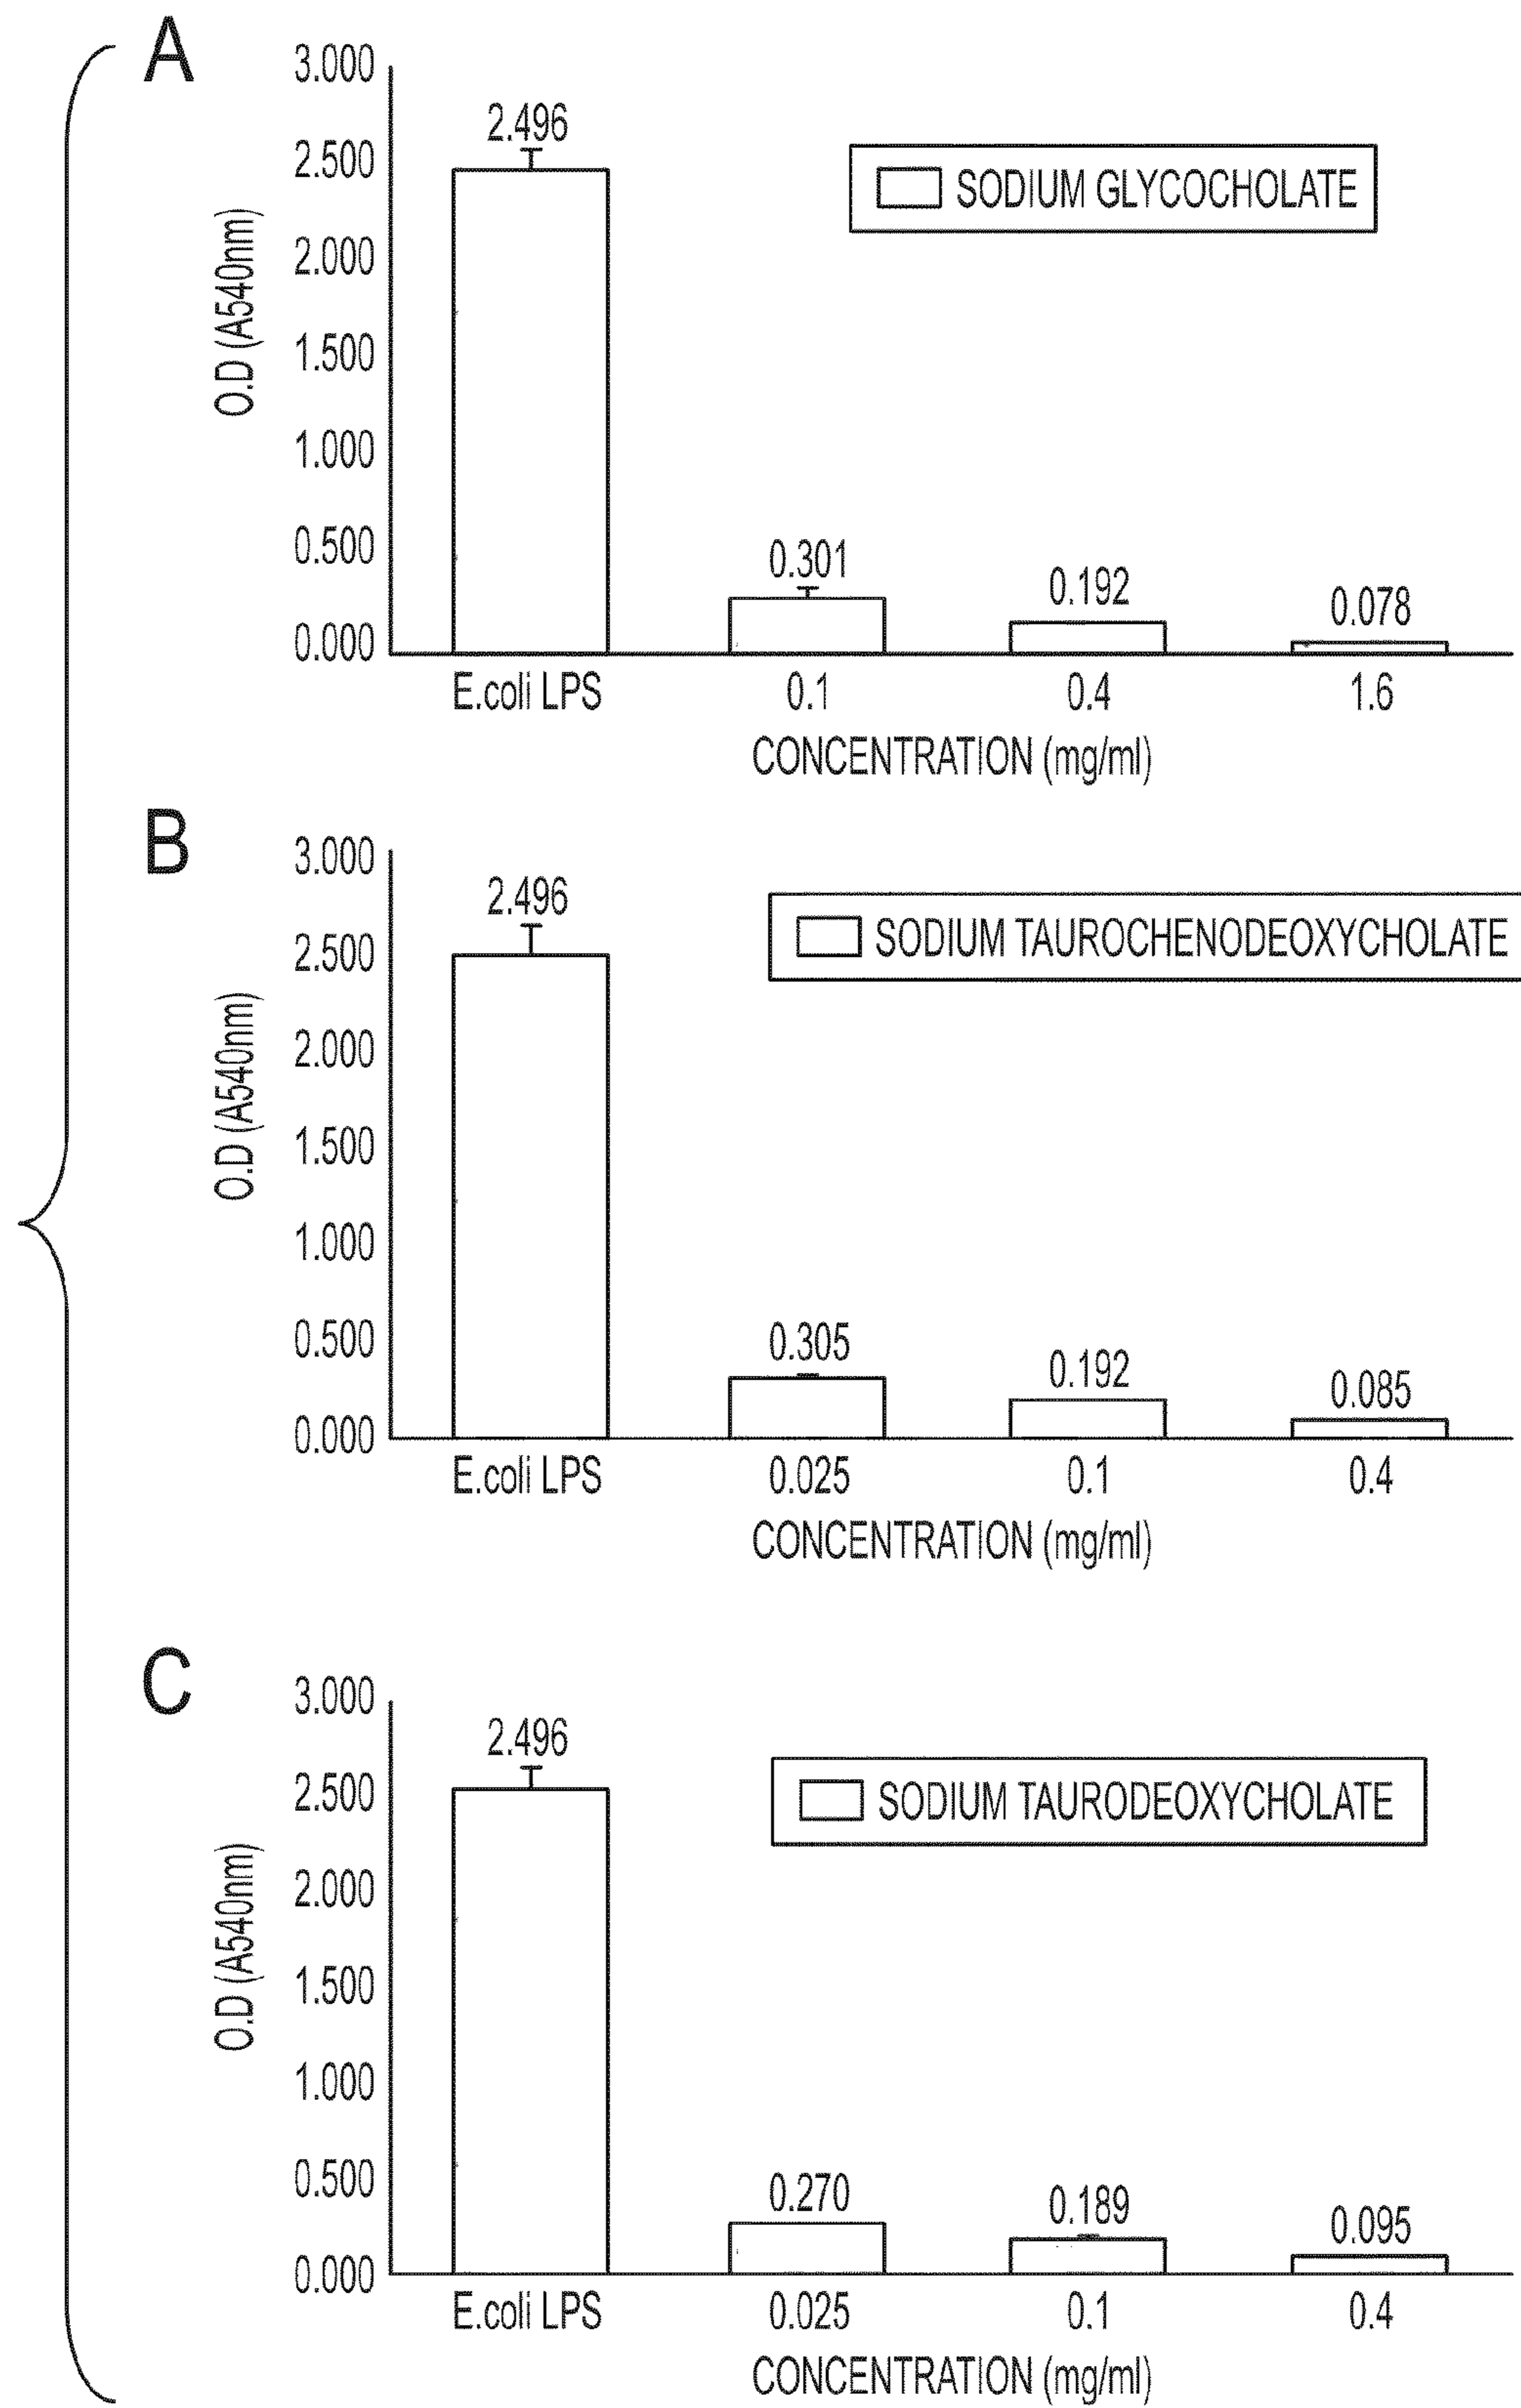 A
3.000
2.496
2.500
SODIUM GLYCOCHOLATE
2.000
O.D (A540nm)
1.500
1.000
0.500
0.301
0.192
0.078
0.000
E.coli LPS 0.1 0.4 1.6
CONCENTRATION (mg/ml)
B
3.000
2.496
2.500
SODIUM TAUROCHENODEOXYCHOLATE
2.000
O.D (A540nm)
1.500
1.000
0.500
0.305
0.192
0.085
0.000
E.coli LPS 0.025 0.1 0.4
CONCENTRATION (mg/ml)
C
3.000
2.496
2.500
SODIUM TAURODEOXYCHOLATE
2.000
O.D (A540nm)
1.500
1.000
0.500
0.270
0.189
0.095
0.000
E.coli LPS 0.025 0.1 0.4
CONCENTRATION (mg/ml)